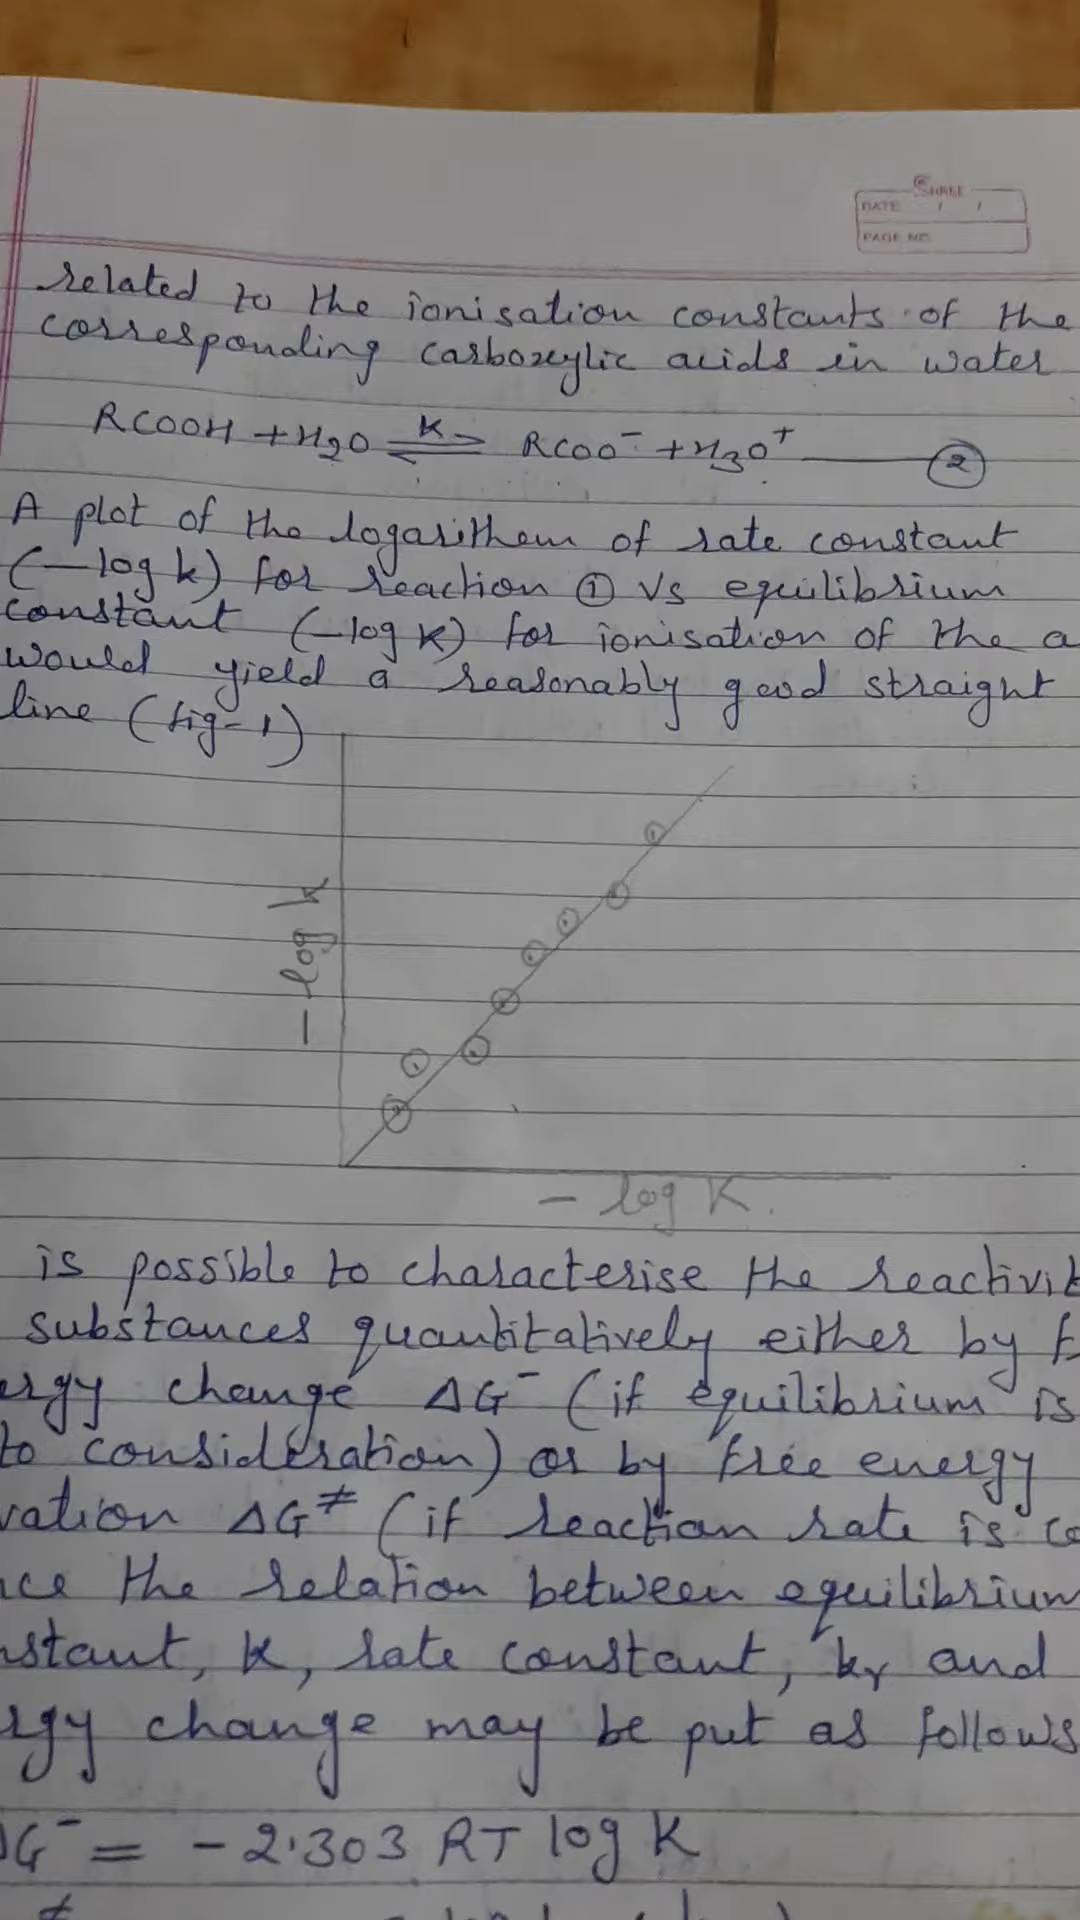 SHREE
DATE / /
PAGE NO.
related to the ionisation constants of the
corresponding carboxeylic acids in water
RCOOH + H2O ⇌ K RCOO⁻ + H3O⁺ ②
A plot of the logarithem of rate constant
(-log k) for reaction ① Vs equilibrium
constant (-log K) for ionisation of the a
would yield a reasonably good straight
line (fig-1)
- log k
- log K.
is possible to characterise the reactivit
substances quantitatively either by f
ergy change ΔG⁻ (if equilibrium is
to consideration) or by free energy
vation ΔG≠ (if reaction rate is co
ce the relation between equilibrium
nstant, K, rate constant, kr and
rgy change may be put as follows
G⁻ = - 2.303 RT log K